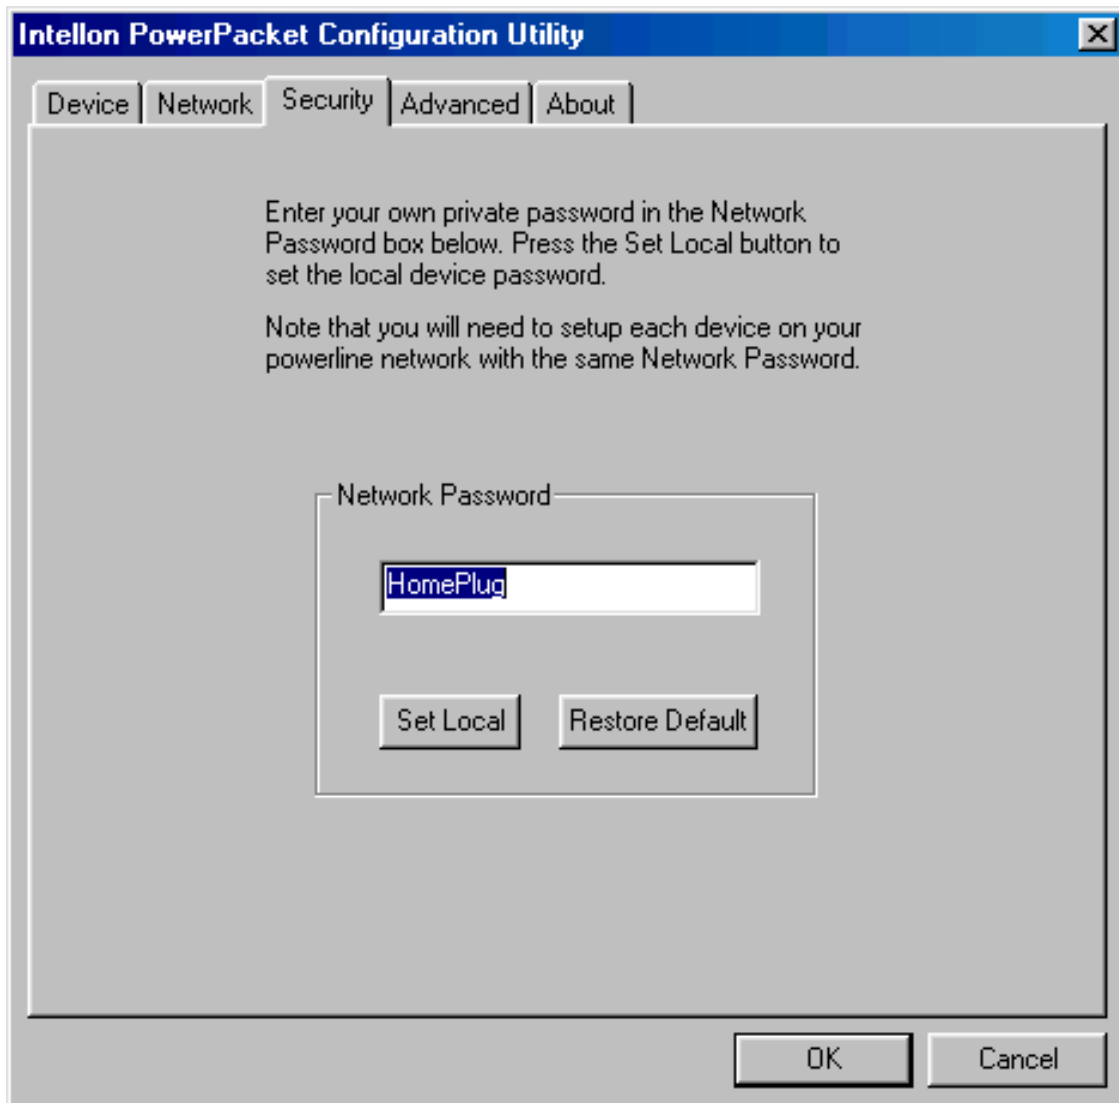 Intellon PowerPacket Configuration Utility
Device Network Security Advanced About
Enter your own private password in the Network
Password box below. Press the Set Local button to
set the local device password.
Note that you will need to setup each device on your
powerline network with the same Network Password.
Network Password
HomePlug
Set Local Restore Default
OK Cancel